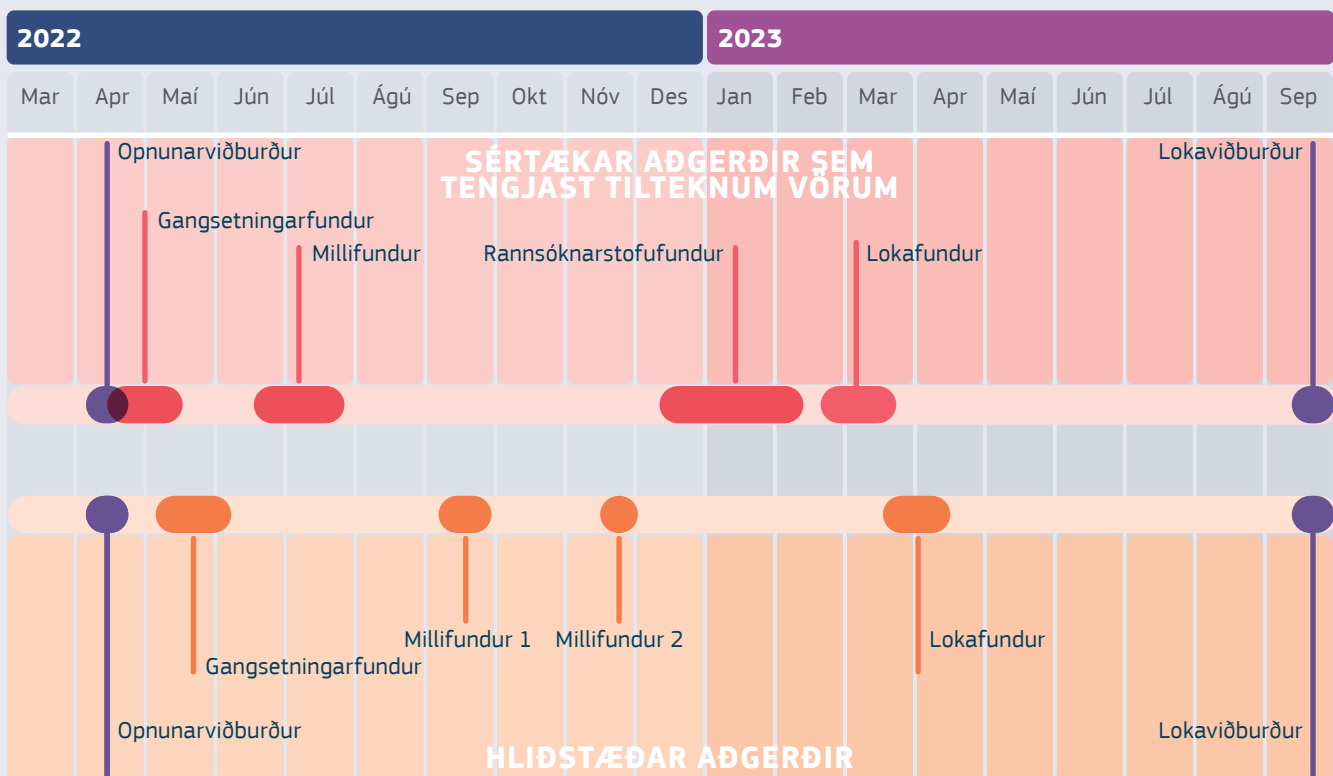 2022
2023
Mar Apr Maí Jún Júl Ágú Sep Okt Nóv Des Jan Feb Mar Apr Maí Jún Júl Ágú Sep
Opnunarviðburður
SÉRTÆKAR AÐGERÐIR SEM
TENGJAST TILTEKNUM VÖRUM
Lokaviðburður
Gangsetningarfundur
Millifundur
Rannsóknarstofufundur
Lokafundur
Millifundur 1
Millifundur 2
Lokafundur
Gangsetningarfundur
Opnunarviðburður
Lokaviðburður
HLIÐSTÆÐAR AÐGERÐIR